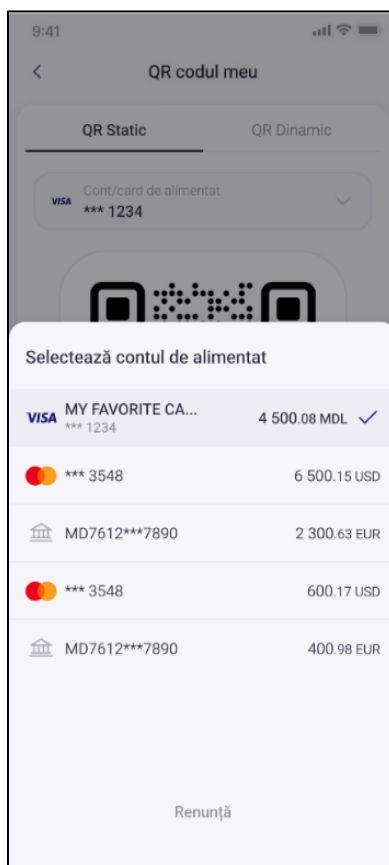 9:41
QR codul meu
QR Static
QR Dinamic
VISA
Cont/card de alimentat
*** 1234
Selectează contul de alimentat
VISA MY FAVORITE CA... 4 500.08 MDL
*** 1234
*** 3548 6 500.15 USD
MD7612***7890 2 300.63 EUR
*** 3548 600.17 USD
MD7612***7890 400.98 EUR
Renunță